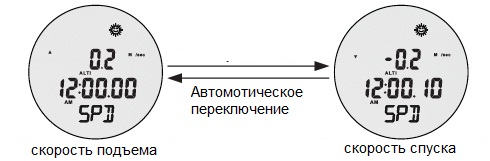 0.2 M /sec
ALTI
12:00.00
AM
SPD
скорость подъема
Автомотическое
переключение
-0.2 M /sec
ALTI
12:00. 10
AM
SPD
скорость спуска